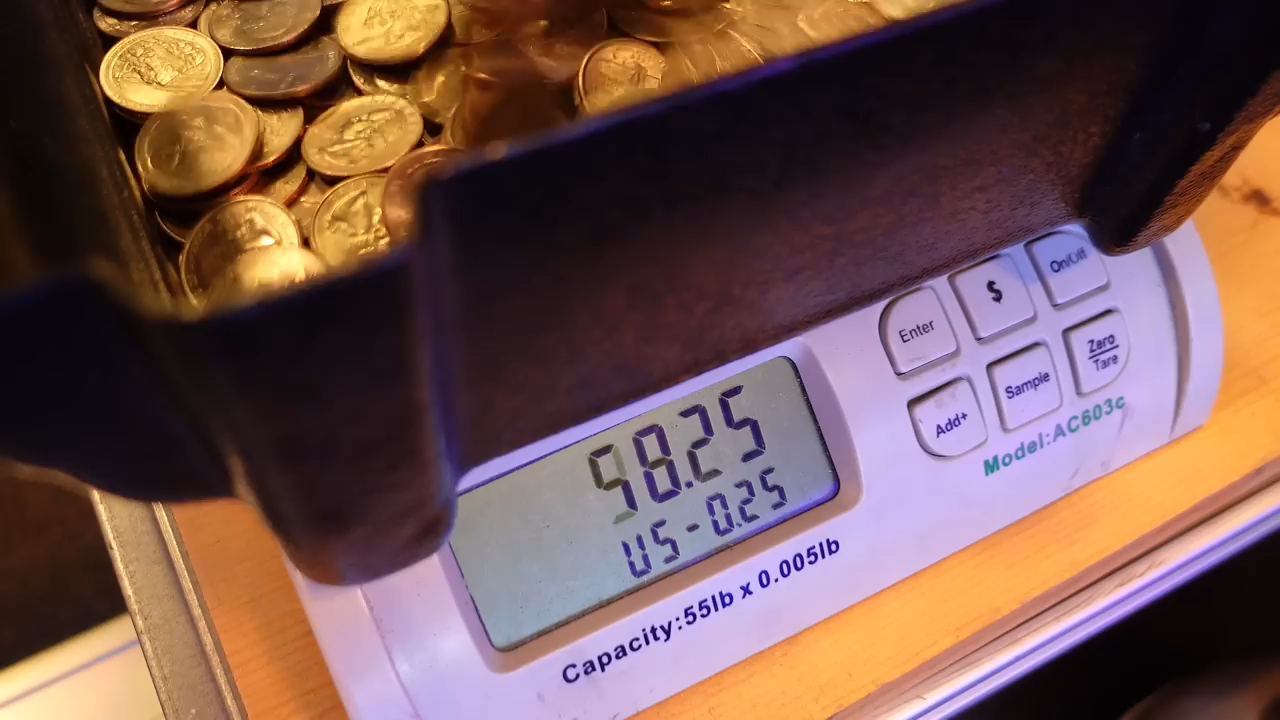 98.25
US-0.25
Capacity:55lb x 0.005lb
Enter
$
On/Off
Add+
Sample
Zero
Tare
Model:AC603c